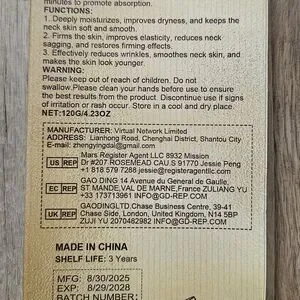 minutes to promote absorption.
FUNCTIONS:
1. Deeply moisturizes, improves dryness, and keeps the
neck skin soft and smooth.
2. Firms the skin, improves elasticity, reduces neck
sagging, and restores firming effects.
3. Effectively reduces wrinkles, smoothes neck skin, and
makes the skin look younger.
WARNING:
Please keep out of reach of children. Do not
swallow.Please clean your hands before use to ensure
the best results from the product. Discontinue use if signs
of irritation or rash occur. Store in a cool and dry place.
NET:120G/4.23OZ
MANUFACTURER: Virtual Network Limited
ADDRESS: Lianhong Road, Chenghai District, Shantou City
E-mail: zhengyingdai@gmail.com
US REP Mars Register Agent LLC 8932 Mission
Dr #207 ROSEMEAD CA,U.S 91770 Jessie Peng
+1 818 579 7288 jessie@registeragentllc.com
EC REP GAO DING 14 Avenue du General de Gaulle,
ST MANDE,VAL DE MARNE,France ZULIANG YU
+33 173713961 INFO@GD-REP.COM
UK REP GAODINGLTD.Chase Business Centre, 39-41
Chase Side, London, United Kingdom, N14 5BP
ZUJI YU 2070482982 INFO@GD-REP.COM
MADE IN CHINA
SHELF LIFE: 3 Years
MFG: 8/30/2025
EXP: 8/29/2028
BATCH NUMBER: